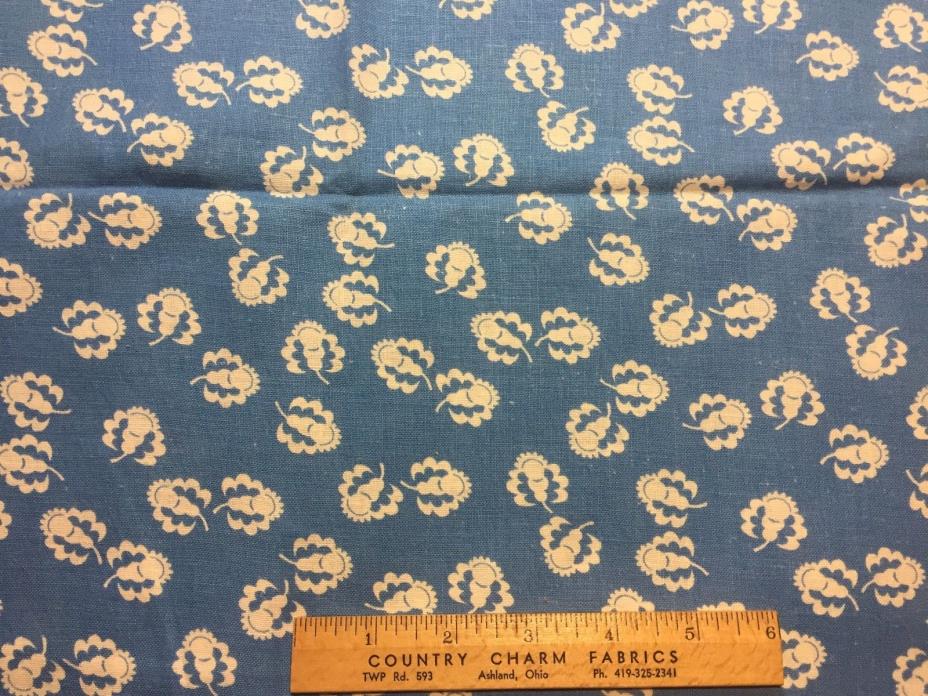 1 2 3 4 5 6
COUNTRY CHARM FABRICS
TWP Rd. 593 Ashland, Ohio Ph. 419-325-2341